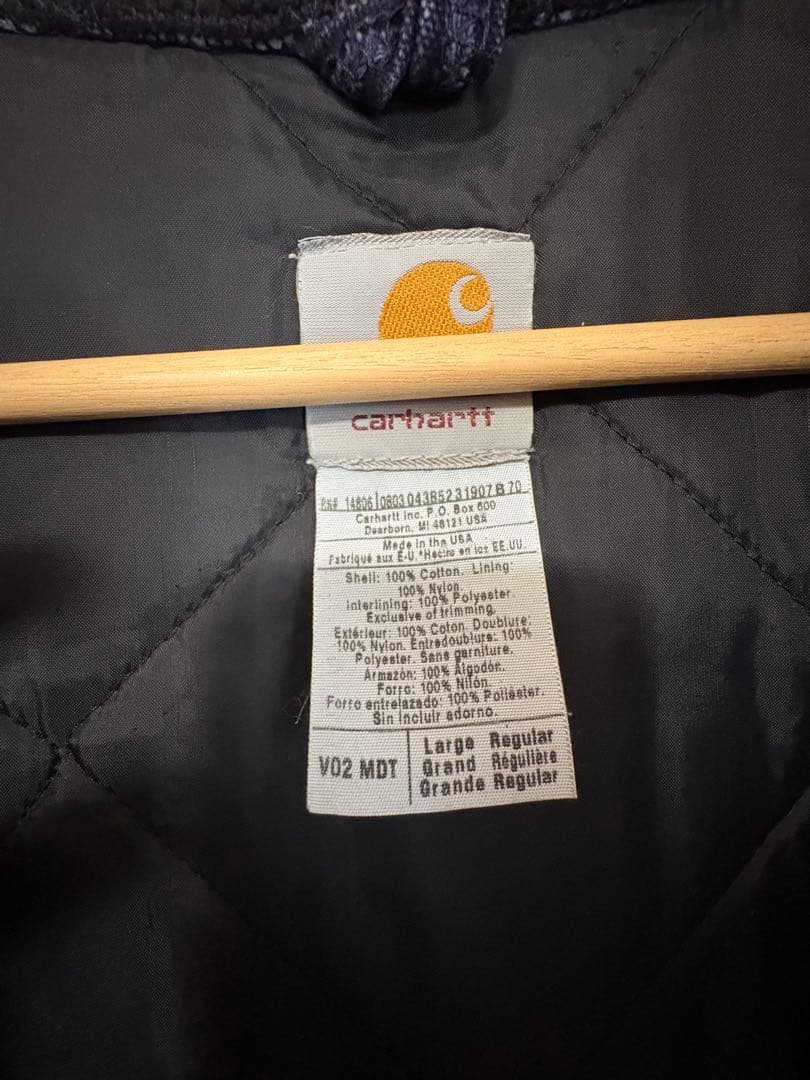 carhartt
P.N# 14806 0803 0438523 1907 B 70
Carhartt Inc. P.O. Box 600
Dearborn, MI 48121 USA
Made in the USA
Fabriqué aux É-U. *Hecho en los EE.UU.
Shell: 100% Cotton. Lining:
100% Nylon.
Interlining: 100% Polyester.
Exclusive of trimming.
Extérieur: 100% Coton. Doublure:
100% Nylon. Entredoublure: 100%
Polyester. Sans garniture.
Armazón: 100% Algodón.
Forro: 100% Nilón.
Forro entrelazado: 100% Poliéster.
Sin incluir adorno.
V02 MDT
Large Regular
Grand Régulière
Grande Regular